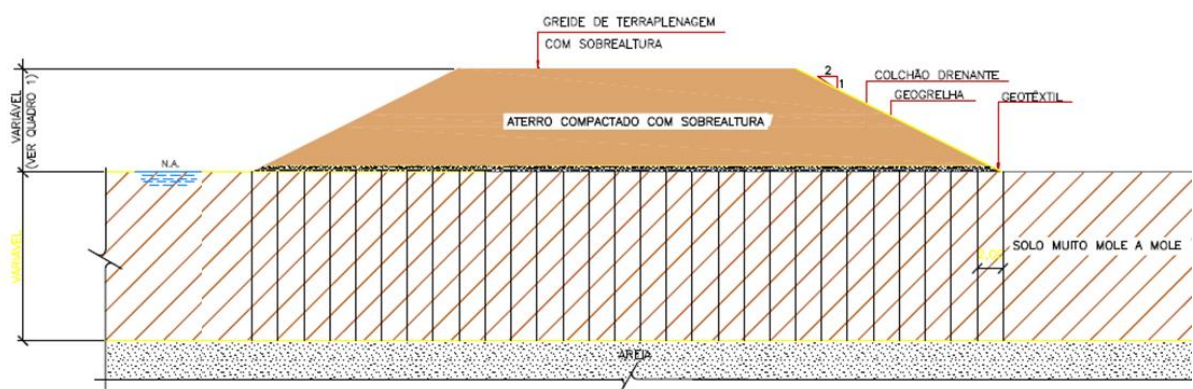 GREIDE DE TERRAPLENAGEM
COM SOBREALTURA
2
1
COLCHÃO DRENANTE
GEOGRELHA
GEOTÊXTIL
VARIÁVEL
(VER QUADRO 1)
ATERRO COMPACTADO COM SOBREALTURA
N.A.
VARIÁVEL
SOLO MUITO MOLE A MOLE
AREIA